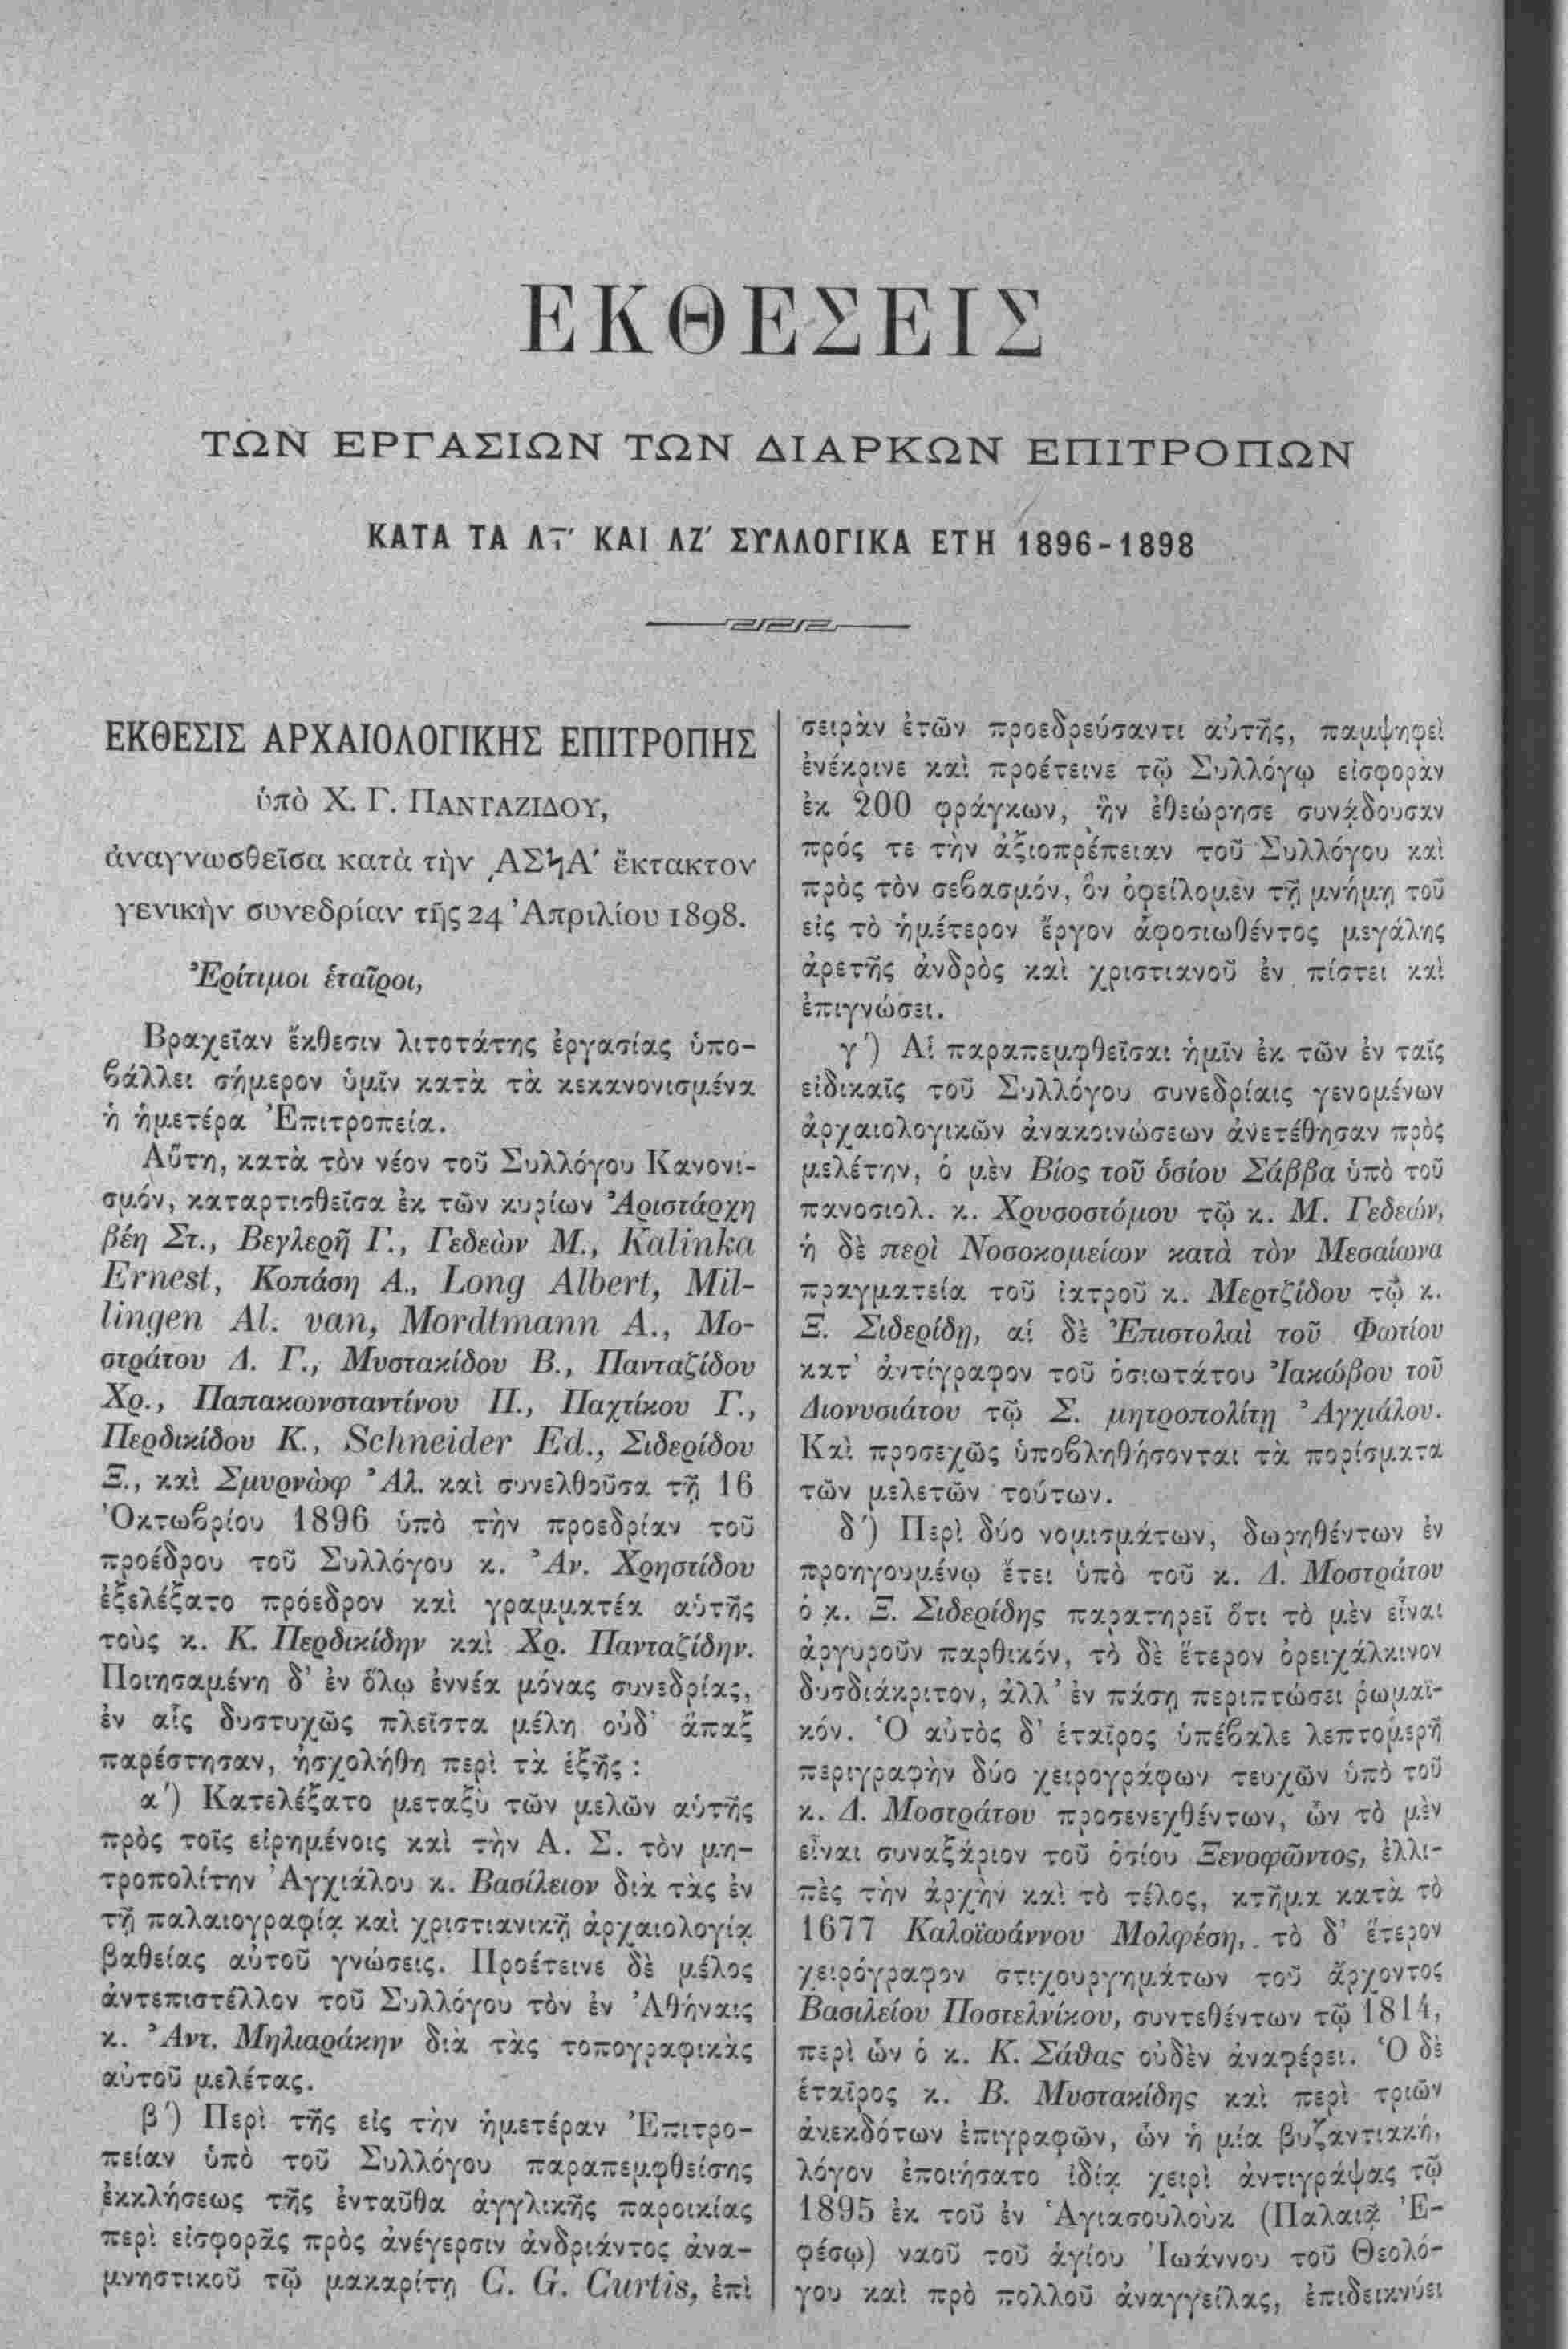 ΕΚΘΕΣΕΙΣ
ΤΩΝ ΕΡΓΑΣΙΩΝ ΤΩΝ ΔΙΑΡΚΩΝ ΕΠΙΤΡΟΠΩΝ
ΚΑΤΑ ΤΑ ΛϚ′ ΚΑΙ ΛΖ′ ΣΥΛΛΟΓΙΚΑ ΕΤΗ 1896-1898
ΕΚΘΕΣΙΣ ΑΡΧΑΙΟΛΟΓΙΚΗΣ ΕΠΙΤΡΟΠΗΣ
ὑπὸ Χ. Γ. ΠΑΝΤΑΖΙΔΟΥ,
ἀναγνωσθεῖσα κατὰ τὴν ͵ΑΣϞΑ′ ἔκτακτον
γενικὴν συνεδρίαν τῆς 24 Ἀπριλίου 1898.
Ἐρίτιμοι ἑταῖροι,
Βραχεῖαν ἔκθεσιν λιτοτάτης ἐργασίας ὑπο-
βάλλει σήμερον ὑμῖν κατὰ τὰ κεκανονισμένα
ἡ ἡμετέρα Ἐπιτροπεία.
Αὕτη, κατὰ τὸν νέον τοῦ Συλλόγου Κανονι-
σμόν, καταρτισθεῖσα ἐκ τῶν κυρίων Ἀριστάρχη
βέη Στ., Βεγλερῆ Γ., Γεδεὼν Μ., Kalinka
Ernest, Κοπάση Α., Long Albert, Mil-
lingen Al. van, Mordtmann A., Μο-
στράτου Δ. Γ., Μυστακίδου Β., Πανταζίδου
Χρ., Παπακωνσταντίνου Π., Παχτίκου Γ.,
Περδικίδου Κ., Schneider Ed., Σιδερίδου
Ξ., καὶ Σμυρνὼφ Ἀλ. καὶ συνελθοῦσα τῇ 16
Ὀκτωβρίου 1896 ὑπὸ τὴν προεδρίαν τοῦ
προέδρου τοῦ Συλλόγου κ. Ἀν. Χρηστίδου
ἐξελέξατο πρόεδρον καὶ γραμματέα αὑτῆς
τοὺς κ. Κ. Περδικίδην καὶ Χρ. Πανταζίδην.
Ποιησαμένη δ' ἐν ὅλῳ ἐννέα μόνας συνεδρίας,
ἐν αἷς δυστυχῶς πλεῖστα μέλη οὐδ' ἅπαξ
παρέστησαν, ἠσχολήθη περὶ τὰ ἑξῆς :
α′) Κατελέξατο μεταξὺ τῶν μελῶν αὑτῆς
πρὸς τοῖς εἰρημένοις καὶ τὴν Α. Σ. τὸν μη-
τροπολίτην Ἀγχιάλου κ. Βασίλειον διὰ τὰς ἐν
τῇ παλαιογραφίᾳ καὶ χριστιανικῇ ἀρχαιολογίᾳ
βαθείας αὐτοῦ γνώσεις. Προέτεινε δὲ μέλος
ἀντεπιστέλλον τοῦ Συλλόγου τὸν ἐν Ἀθήναις
κ. Ἀντ. Μηλιαράκην διὰ τὰς τοπογραφικὰς
αὐτοῦ μελέτας.
β′) Περὶ τῆς εἰς τὴν ἡμετέραν Ἐπιτρο-
πείαν ὑπὸ τοῦ Συλλόγου παραπεμφθείσης
ἐκκλήσεως τῆς ἐνταῦθα ἀγγλικῆς παροικίας
περὶ εἰσφορᾶς πρὸς ἀνέγερσιν ἀνδριάντος ἀνα-
μνηστικοῦ τῷ μακαρίτῃ C. G. Curtis, ἐπὶ
σειρὰν ἐτῶν προεδρεύσαντι αὐτῆς, παμψηφεὶ
ἐνέκρινε καὶ προέτεινε τῷ Συλλόγῳ εἰσφορὰν
ἐκ 200 φράγκων, ἣν ἐθεώρησε συνᾴδουσαν
πρός τε τὴν ἀξιοπρέπειαν τοῦ Συλλόγου καὶ
πρὸς τὸν σεβασμόν, ὃν ὀφείλομεν τῇ μνήμῃ τοῦ
εἰς τὸ ἡμέτερον ἔργον ἀφοσιωθέντος μεγάλης
ἀρετῆς ἀνδρὸς καὶ χριστιανοῦ ἐν πίστει καὶ
ἐπιγνώσει.
γ′) Αἱ παραπεμφθεῖσαι ἡμῖν ἐκ τῶν ἐν ταῖς
εἰδικαῖς τοῦ Συλλόγου συνεδρίαις γενομένων
ἀρχαιολογικῶν ἀνακοινώσεων ἀνετέθησαν πρὸς
μελέτην, ὁ μὲν Βίος τοῦ ὁσίου Σάββα ὑπὸ τοῦ
πανοσιολ. κ. Χρυσοστόμου τῷ κ. Μ. Γεδεών,
ἡ δὲ περὶ Νοσοκομείων κατὰ τὸν Μεσαίωνα
πραγματεία τοῦ ἰατροῦ κ. Μερτζίδου τῷ κ.
Ξ. Σιδερίδῃ, αἱ δὲ Ἐπιστολαὶ τοῦ Φωτίου
κατ' ἀντίγραφον τοῦ ὁσιωτάτου Ἰακώβου τοῦ
Διονυσιάτου τῷ Σ. μητροπολίτῃ Ἀγχιάλου.
Καὶ προσεχῶς ὑποβληθήσονται τὰ πορίσματα
τῶν μελετῶν τούτων.
δ′) Περὶ δύο νομισμάτων, δωρηθέντων ἐν
προηγουμένῳ ἔτει ὑπὸ τοῦ κ. Δ. Μοστράτου
ὁ κ. Ξ. Σιδερίδης παρατηρεῖ ὅτι τὸ μὲν εἶναι
ἀργυροῦν παρθικόν, τὸ δὲ ἕτερον ὀρειχάλκινον
δυσδιάκριτον, ἀλλ' ἐν πάσῃ περιπτώσει ῥωμαϊ-
κόν. Ὁ αὐτὸς δ' ἑταῖρος ὑπέβαλε λεπτομερῆ
περιγραφὴν δύο χειρογράφων τευχῶν ὑπὸ τοῦ
κ. Δ. Μοστράτου προσενεχθέντων, ὧν τὸ μὲν
εἶναι συναξάριον τοῦ ὁσίου Ξενοφῶντος, ἐλλι-
πὲς τὴν ἀρχὴν καὶ τὸ τέλος, κτῆμα κατὰ τὸ
1677 Καλοϊωάννου Μολφέση, τὸ δ' ἕτερον
χειρόγραφον στιχουργημάτων τοῦ ἄρχοντος
Βασιλείου Ποστελνίκου, συντεθέντων τῷ 1814,
περὶ ὧν ὁ κ. Κ. Σάθας οὐδὲν ἀναφέρει. Ὁ δὲ
ἑταῖρος κ. Β. Μυστακίδης καὶ περὶ τριῶν
ἀνεκδότων ἐπιγραφῶν, ὧν ἡ μία βυζαντιακή,
λόγον ἐποιήσατο ἰδίᾳ χειρὶ ἀντιγράψας τῷ
1895 ἐκ τοῦ ἐν Ἁγιασουλοὺκ (Παλαιᾷ Ἐ-
φέσῳ) ναοῦ τοῦ ἁγίου Ἰωάννου τοῦ Θεολό-
γου καὶ πρὸ πολλοῦ ἀναγγείλας, ἐπιδεικνύει